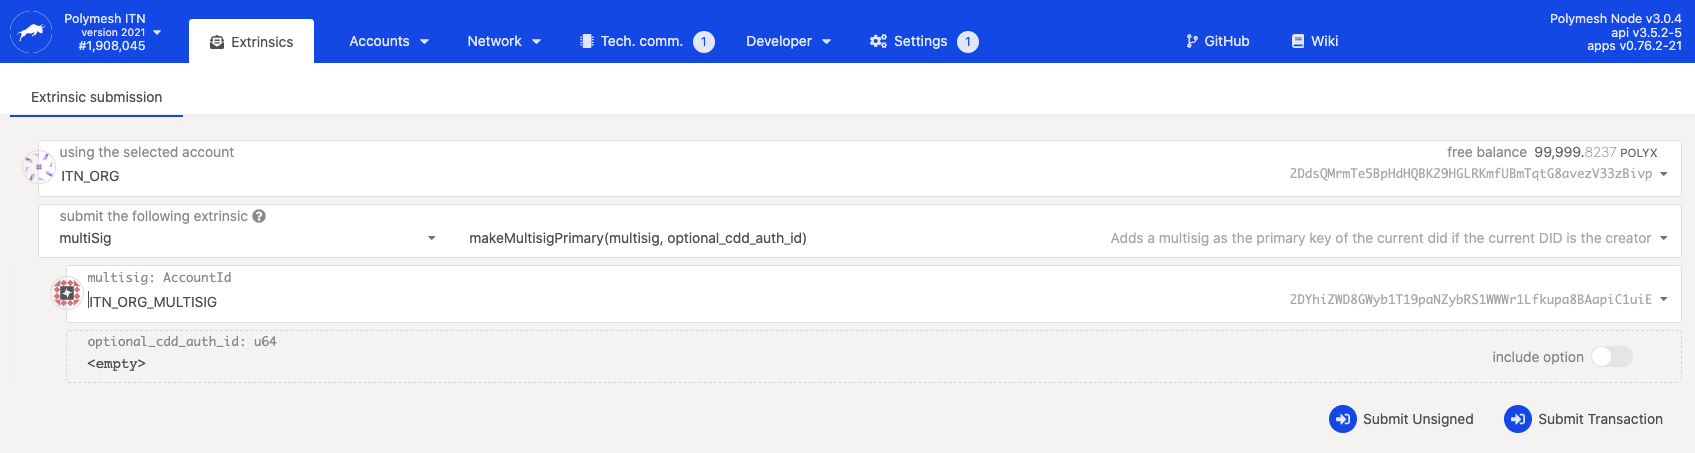 Polymesh ITN
version 2021
#1,908,045
Extrinsics
Accounts
Network
Tech. comm. 1
Developer
Settings 1
GitHub
Wiki
Polymesh Node v3.0.4
api v3.5.2-5
apps v0.76.2-21
Extrinsic submission
using the selected account
free balance 99,999.8237 POLYX
ITN_ORG
2DdsQMrmTe5BpHdHQBK29HGLRKmfUBmTqtG8avezV33zBivp
submit the following extrinsic ?
multiSig
makeMultisigPrimary(multisig, optional_cdd_auth_id)
Adds a multisig as the primary key of the current did if the current DID is the creator
multisig: AccountId
ITN_ORG_MULTISIG
2DYhiZWD8GWyb1T19paNZybRS1WWWr1Lfkupa8BAapiC1uiE
optional_cdd_auth_id: u64
<empty>
include option
Submit Unsigned
Submit Transaction